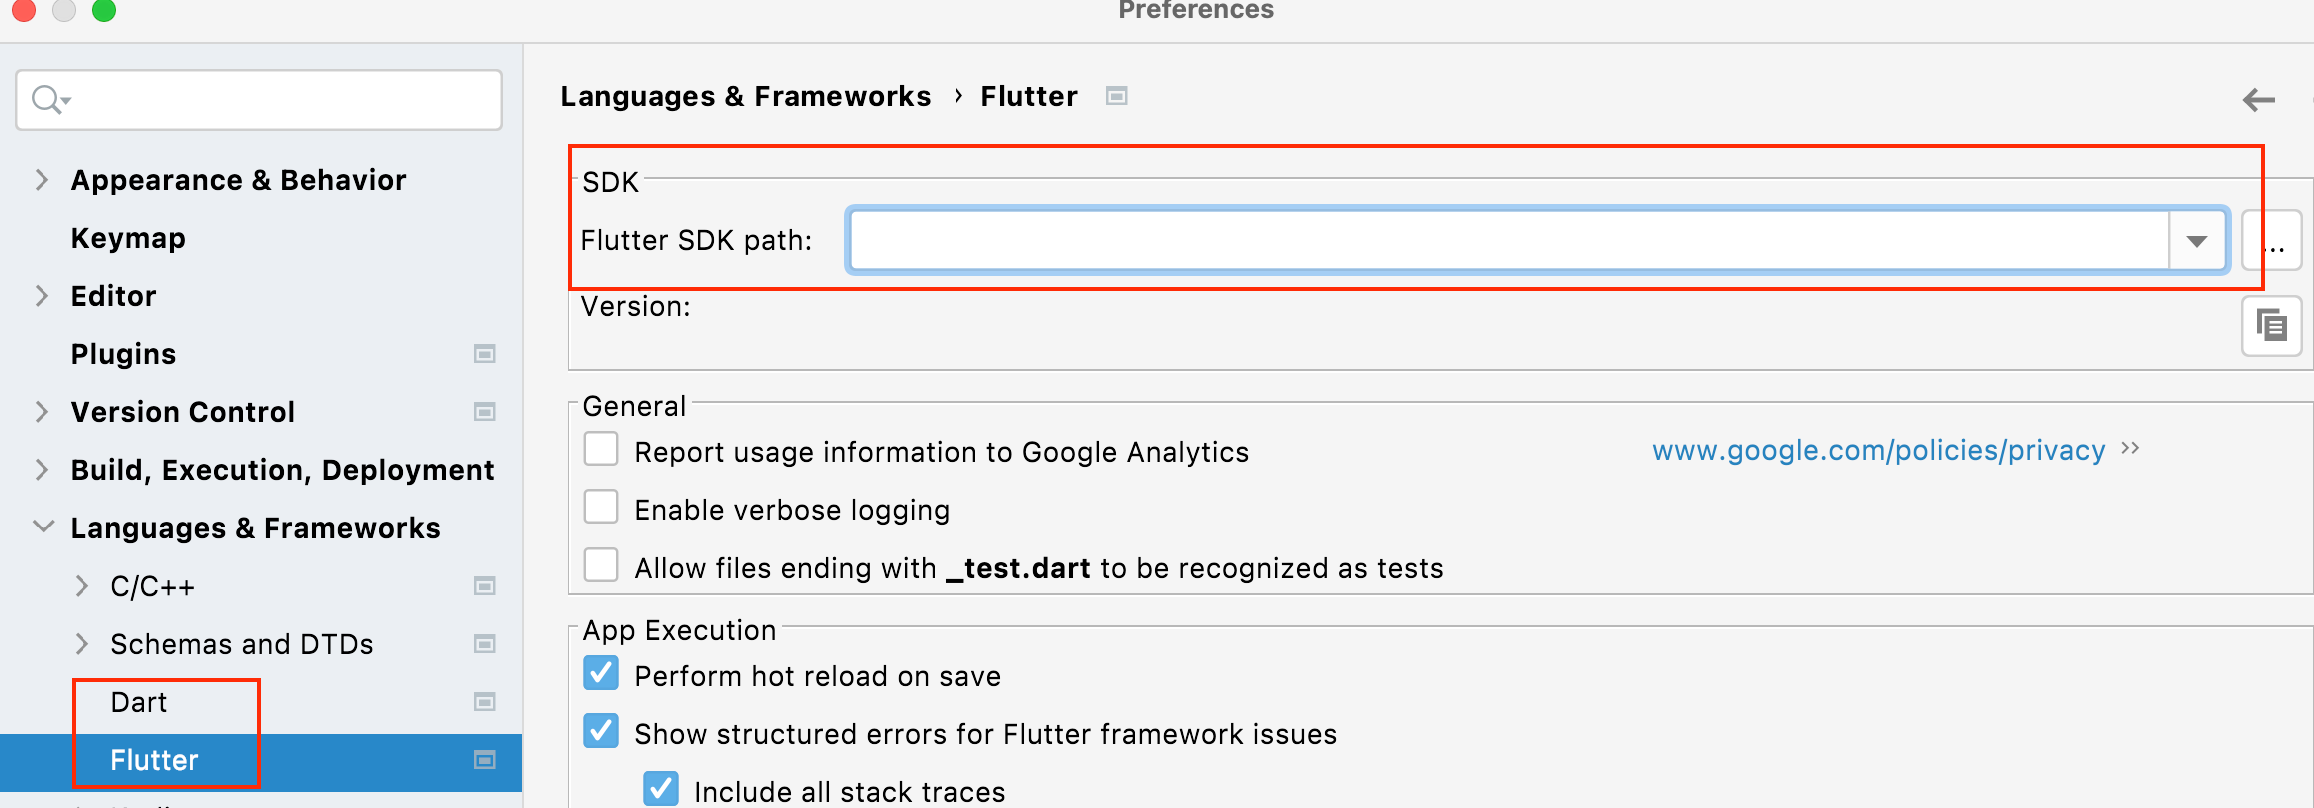 Preferences
Appearance & Behavior
Keymap
Editor
Plugins
Version Control
Build, Execution, Deployment
Languages & Frameworks
C/C++
Schemas and DTDs
Dart
Flutter
Languages & Frameworks › Flutter
SDK
Flutter SDK path:
...
Version:
General
Report usage information to Google Analytics www.google.com/policies/privacy
Enable verbose logging
Allow files ending with _test.dart to be recognized as tests
App Execution
Perform hot reload on save
Show structured errors for Flutter framework issues
Include all stack traces